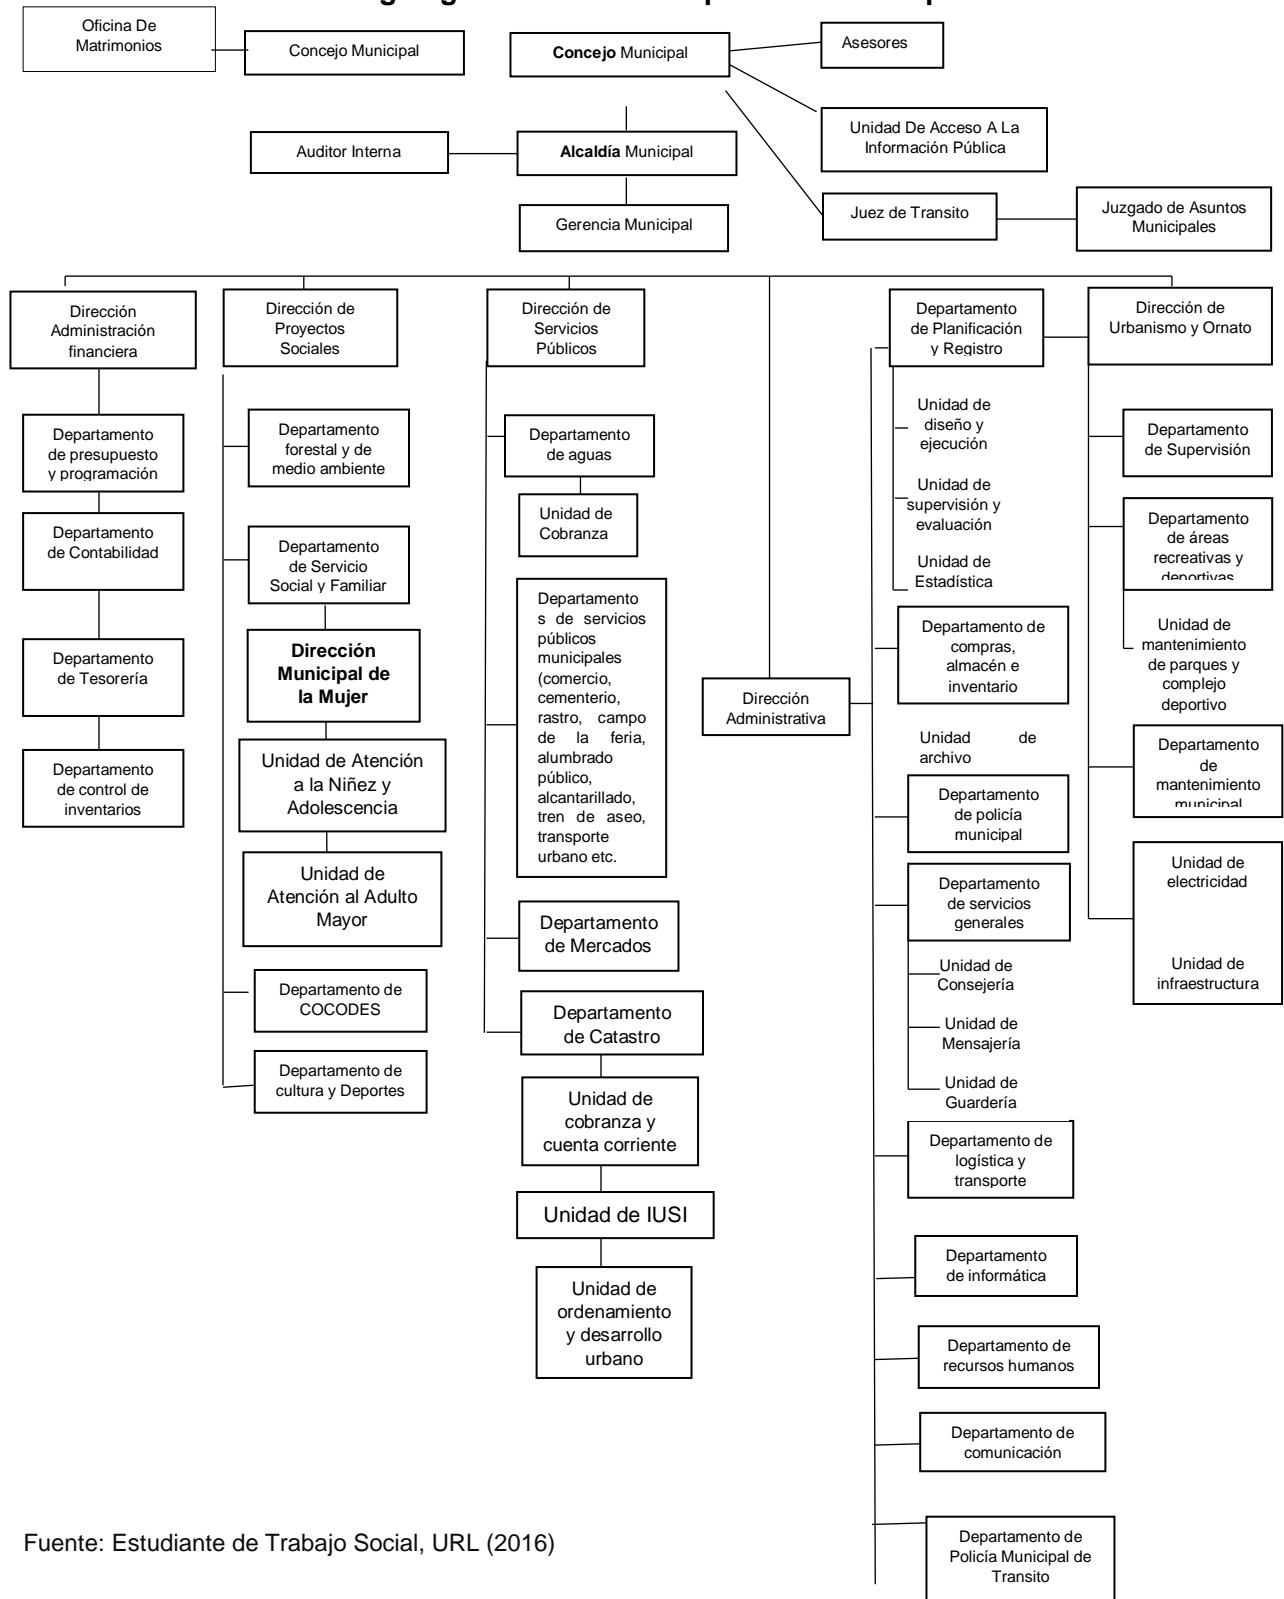 Oficina De
Matrimonios
Concejo Municipal
Concejo Municipal
Asesores
Unidad De Acceso A La
Información Pública
Auditor Interna
Alcaldía Municipal
Gerencia Municipal
Juez de Transito
Juzgado de Asuntos
Municipales
Dirección
Administración
financiera
Departamento
de presupuesto
y programación
Departamento
de Contabilidad
Departamento
de Tesorería
Departamento
de control de
inventarios
Dirección de
Proyectos
Sociales
Departamento
forestal y de
medio ambiente
Departamento
de Servicio
Social y Familiar
Dirección
Municipal de
la Mujer
Unidad de Atención
a la Niñez y
Adolescencia
Unidad de
Atención al Adulto
Mayor
Departamento de
COCODES
Departamento de
cultura y Deportes
Dirección de
Servicios
Públicos
Departamento
de aguas
Unidad de
Cobranza
Departamento
s de servicios
públicos
municipales
(comercio,
cementerio,
rastro, campo
de la feria,
alumbrado
público,
alcantarillado,
tren de aseo,
transporte
urbano etc.
Departamento
de Mercados
Departamento
de Catastro
Unidad de
cobranza y
cuenta corriente
Unidad de IUSI
Unidad de
ordenamiento
y desarrollo
urbano
Dirección
Administrativa
Departamento
de Planificación
y Registro
Unidad de
diseño y
ejecución
Unidad de
supervisión y
evaluación
Unidad de
Estadística
Departamento de
compras,
almacén e
inventario
Unidad de
archivo
Departamento
de policía
municipal
Departamento
de servicios
generales
Unidad de
Consejería
Unidad de
Mensajería
Unidad de
Guardería
Departamento de
logística y
transporte
Departamento
de informática
Departamento de
recursos humanos
Departamento de
comunicación
Departamento de
Policía Municipal de
Transito
Dirección de
Urbanismo y Ornato
Departamento
de Supervisión
Departamento
de áreas
recreativas y
deportivas
Unidad de
mantenimiento
de parques y
complejo
deportivo
Departamento
de
mantenimiento
municipal
Unidad de
electricidad
Unidad de
infraestructura
Fuente: Estudiante de Trabajo Social, URL (2016)